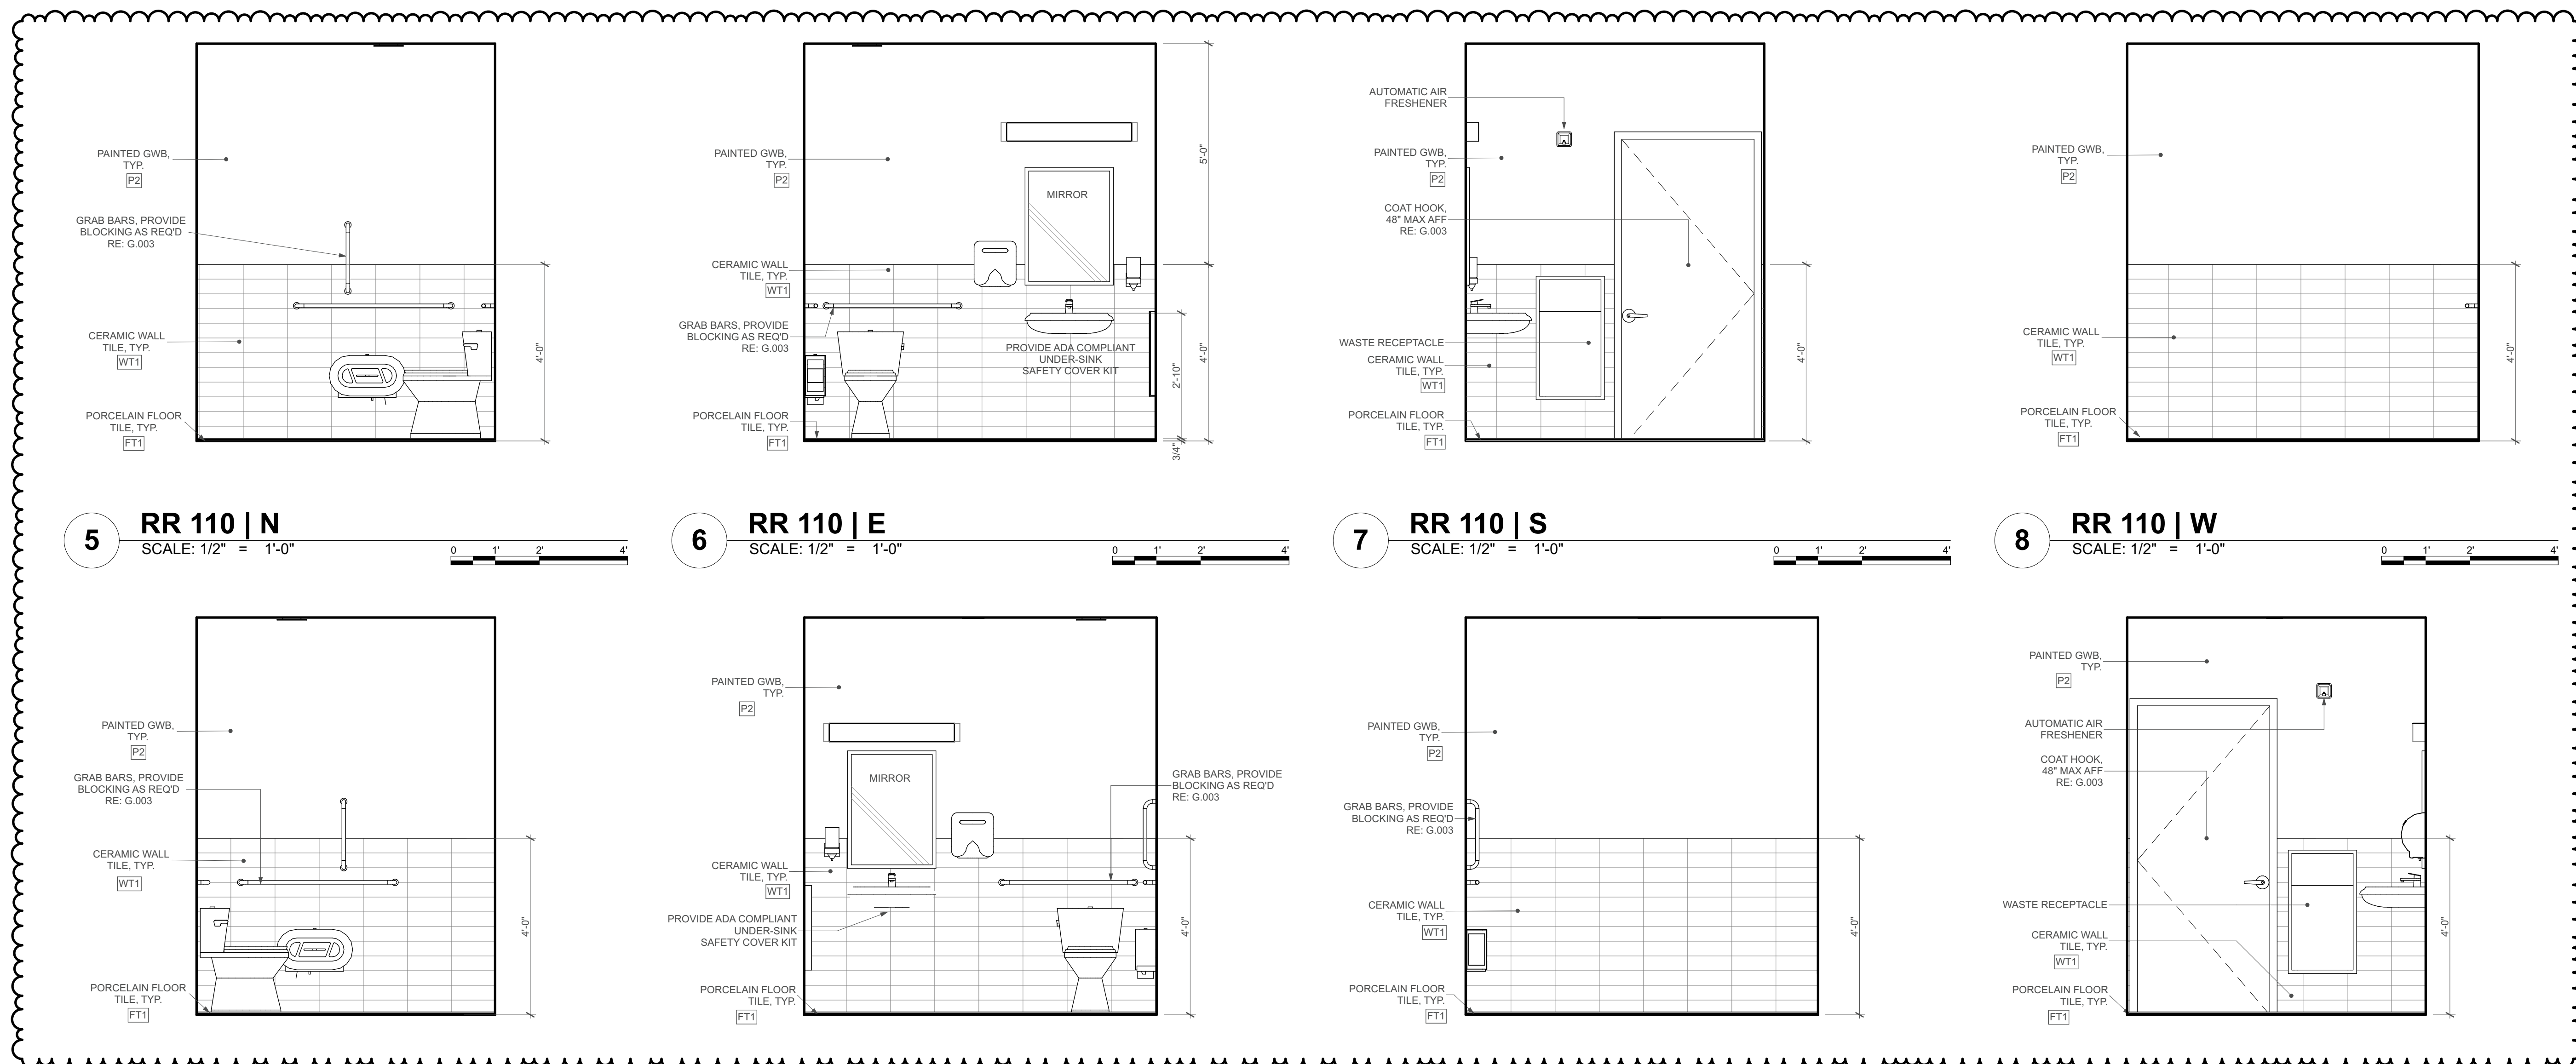 PAINTED GWB,
TYP.
P2
GRAB BARS, PROVIDE
BLOCKING AS REQ'D
RE: G.003
CERAMIC WALL
TILE, TYP.
WT1
PORCELAIN FLOOR
TILE, TYP.
FT1
4'-0"
5
RR 110 | N
SCALE: 1/2" = 1'-0"
0 1' 2' 4'
PAINTED GWB,
TYP.
P2
CERAMIC WALL
TILE, TYP.
WT1
GRAB BARS, PROVIDE
BLOCKING AS REQ'D
RE: G.003
PORCELAIN FLOOR
TILE, TYP.
FT1
MIRROR
PROVIDE ADA COMPLIANT
UNDER-SINK
SAFETY COVER KIT
5'-0"
4'-0"
2'-10"
3/4"
6
RR 110 | E
SCALE: 1/2" = 1'-0"
0 1' 2' 4'
AUTOMATIC AIR
FRESHENER
PAINTED GWB,
TYP.
P2
COAT HOOK,
48" MAX AFF
RE: G.003
WASTE RECEPTACLE
CERAMIC WALL
TILE, TYP.
WT1
PORCELAIN FLOOR
TILE, TYP.
FT1
4'-0"
7
RR 110 | S
SCALE: 1/2" = 1'-0"
0 1' 2' 4'
PAINTED GWB,
TYP.
P2
CERAMIC WALL
TILE, TYP.
WT1
PORCELAIN FLOOR
TILE, TYP.
FT1
4'-0"
8
RR 110 | W
SCALE: 1/2" = 1'-0"
0 1' 2' 4'
PAINTED GWB,
TYP.
P2
GRAB BARS, PROVIDE
BLOCKING AS REQ'D
RE: G.003
CERAMIC WALL
TILE, TYP.
WT1
PORCELAIN FLOOR
TILE, TYP.
FT1
4'-0"
PAINTED GWB,
TYP.
P2
MIRROR
GRAB BARS, PROVIDE
BLOCKING AS REQ'D
RE: G.003
CERAMIC WALL
TILE, TYP.
WT1
PROVIDE ADA COMPLIANT
UNDER-SINK
SAFETY COVER KIT
PORCELAIN FLOOR
TILE, TYP.
FT1
4'-0"
PAINTED GWB,
TYP.
P2
GRAB BARS, PROVIDE
BLOCKING AS REQ'D
RE: G.003
CERAMIC WALL
TILE, TYP.
WT1
PORCELAIN FLOOR
TILE, TYP.
FT1
4'-0"
PAINTED GWB,
TYP.
P2
AUTOMATIC AIR
FRESHENER
COAT HOOK,
48" MAX AFF
RE: G.003
WASTE RECEPTACLE
CERAMIC WALL
TILE, TYP.
WT1
PORCELAIN FLOOR
TILE, TYP.
FT1
4'-0"